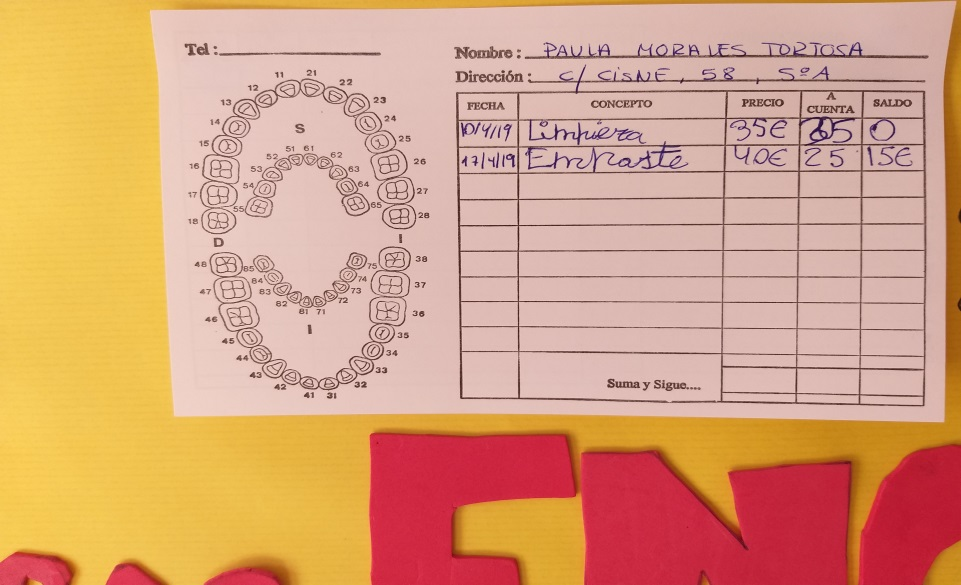 Tel :
Nombre : PAULA MORALES TORTOSA
Dirección : C/ CISNE, 58, 5º A
FECHA CONCEPTO PRECIO A CUENTA SALDO
10/4/19 Limpieza 35€ 35 0
17/4/19 Empaste 40€ 25 15€
Suma y Sigue....
11 21
12 22
13 23
14 24
15 25
16 26
17 27
18 28
S
51 61
52 62
53 63
54 64
55 65
D I
48 85 75 38
47 84 74 37
83 73
82 72
81 71
46 36
I
45 35
44 34
43 33
42 32
41 31
EN